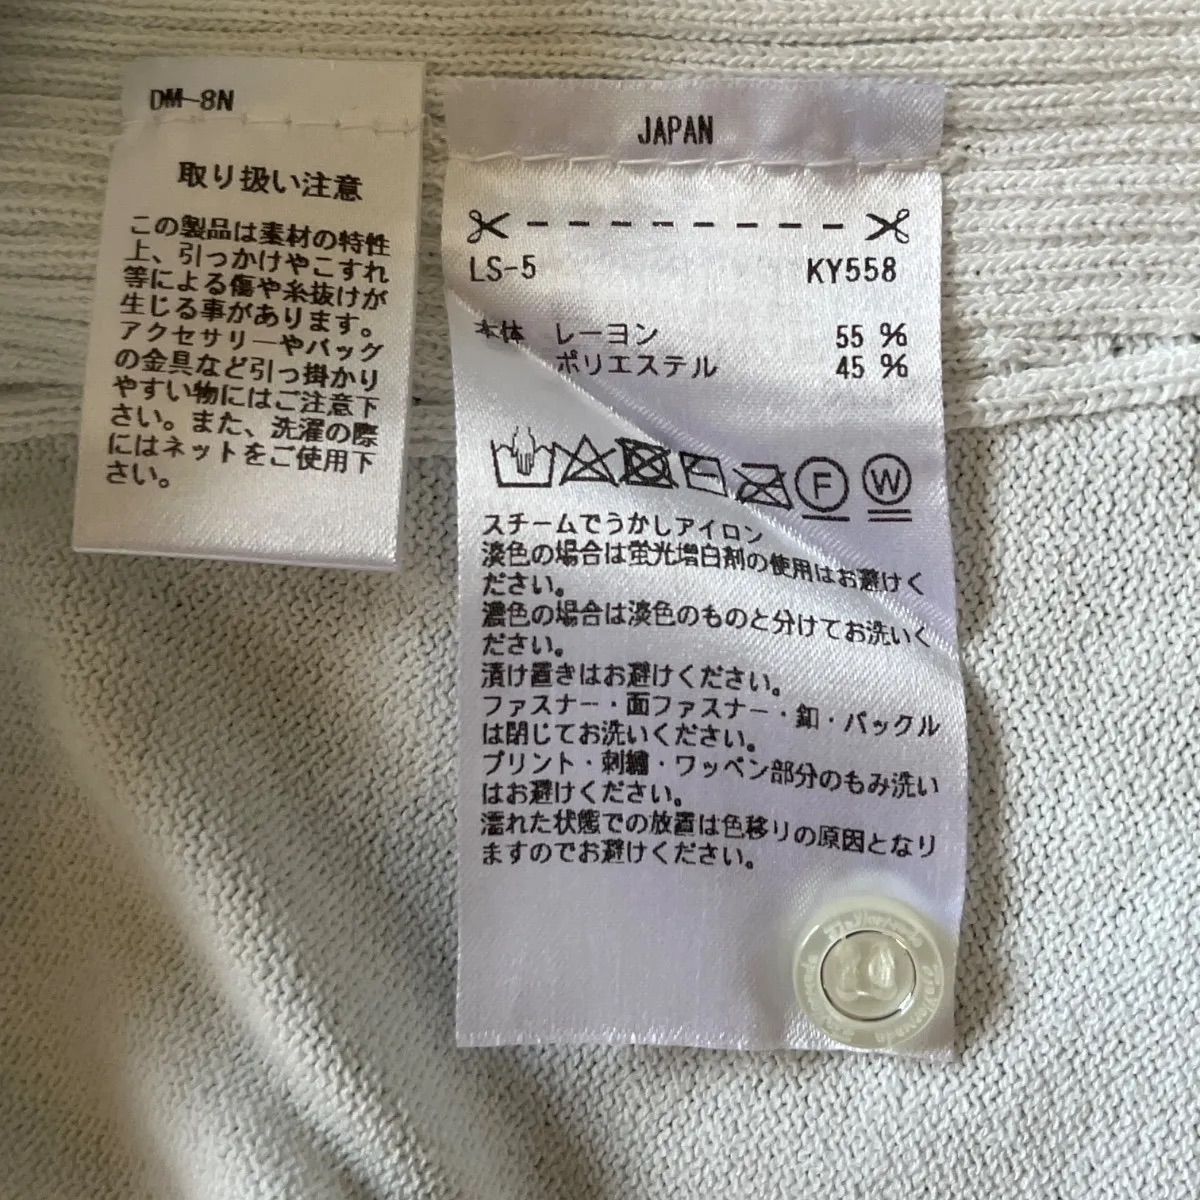 DM-8N
取り扱い注意
この製品は素材の特性
上、引っかけやこすれ
等による傷や糸抜けが
生じる事があります。
アクセサリーやバッグ
の金具など引っ掛かり
やすい物にはご注意下
さい。また、洗濯の際
にはネットをご使用下
さい。
JAPAN
LS-5 KY558
本体 レーヨン 55 %
ポリエステル 45 %
F W
スチームでうかしアイロン
淡色の場合は蛍光増白剤の使用はお避けく
ださい。
濃色の場合は淡色のものと分けてお洗いく
ださい。
漬け置きはお避けください。
ファスナー・面ファスナー・釦・バックル
は閉じてお洗いください。
プリント・刺繍・ワッペン部分のもみ洗い
はお避けください。
濡れた状態での放置は色移りの原因となり
ますのでお避けください。